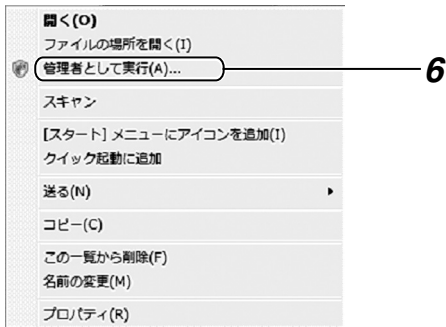 開く(O)
ファイルの場所を開く(I)
管理者として実行(A)... 6
スキャン
[スタート] メニューにアイコンを追加(I)
クイック起動に追加
送る(N)
コピー(C)
この一覧から削除(F)
名前の変更(M)
プロパティ(R)